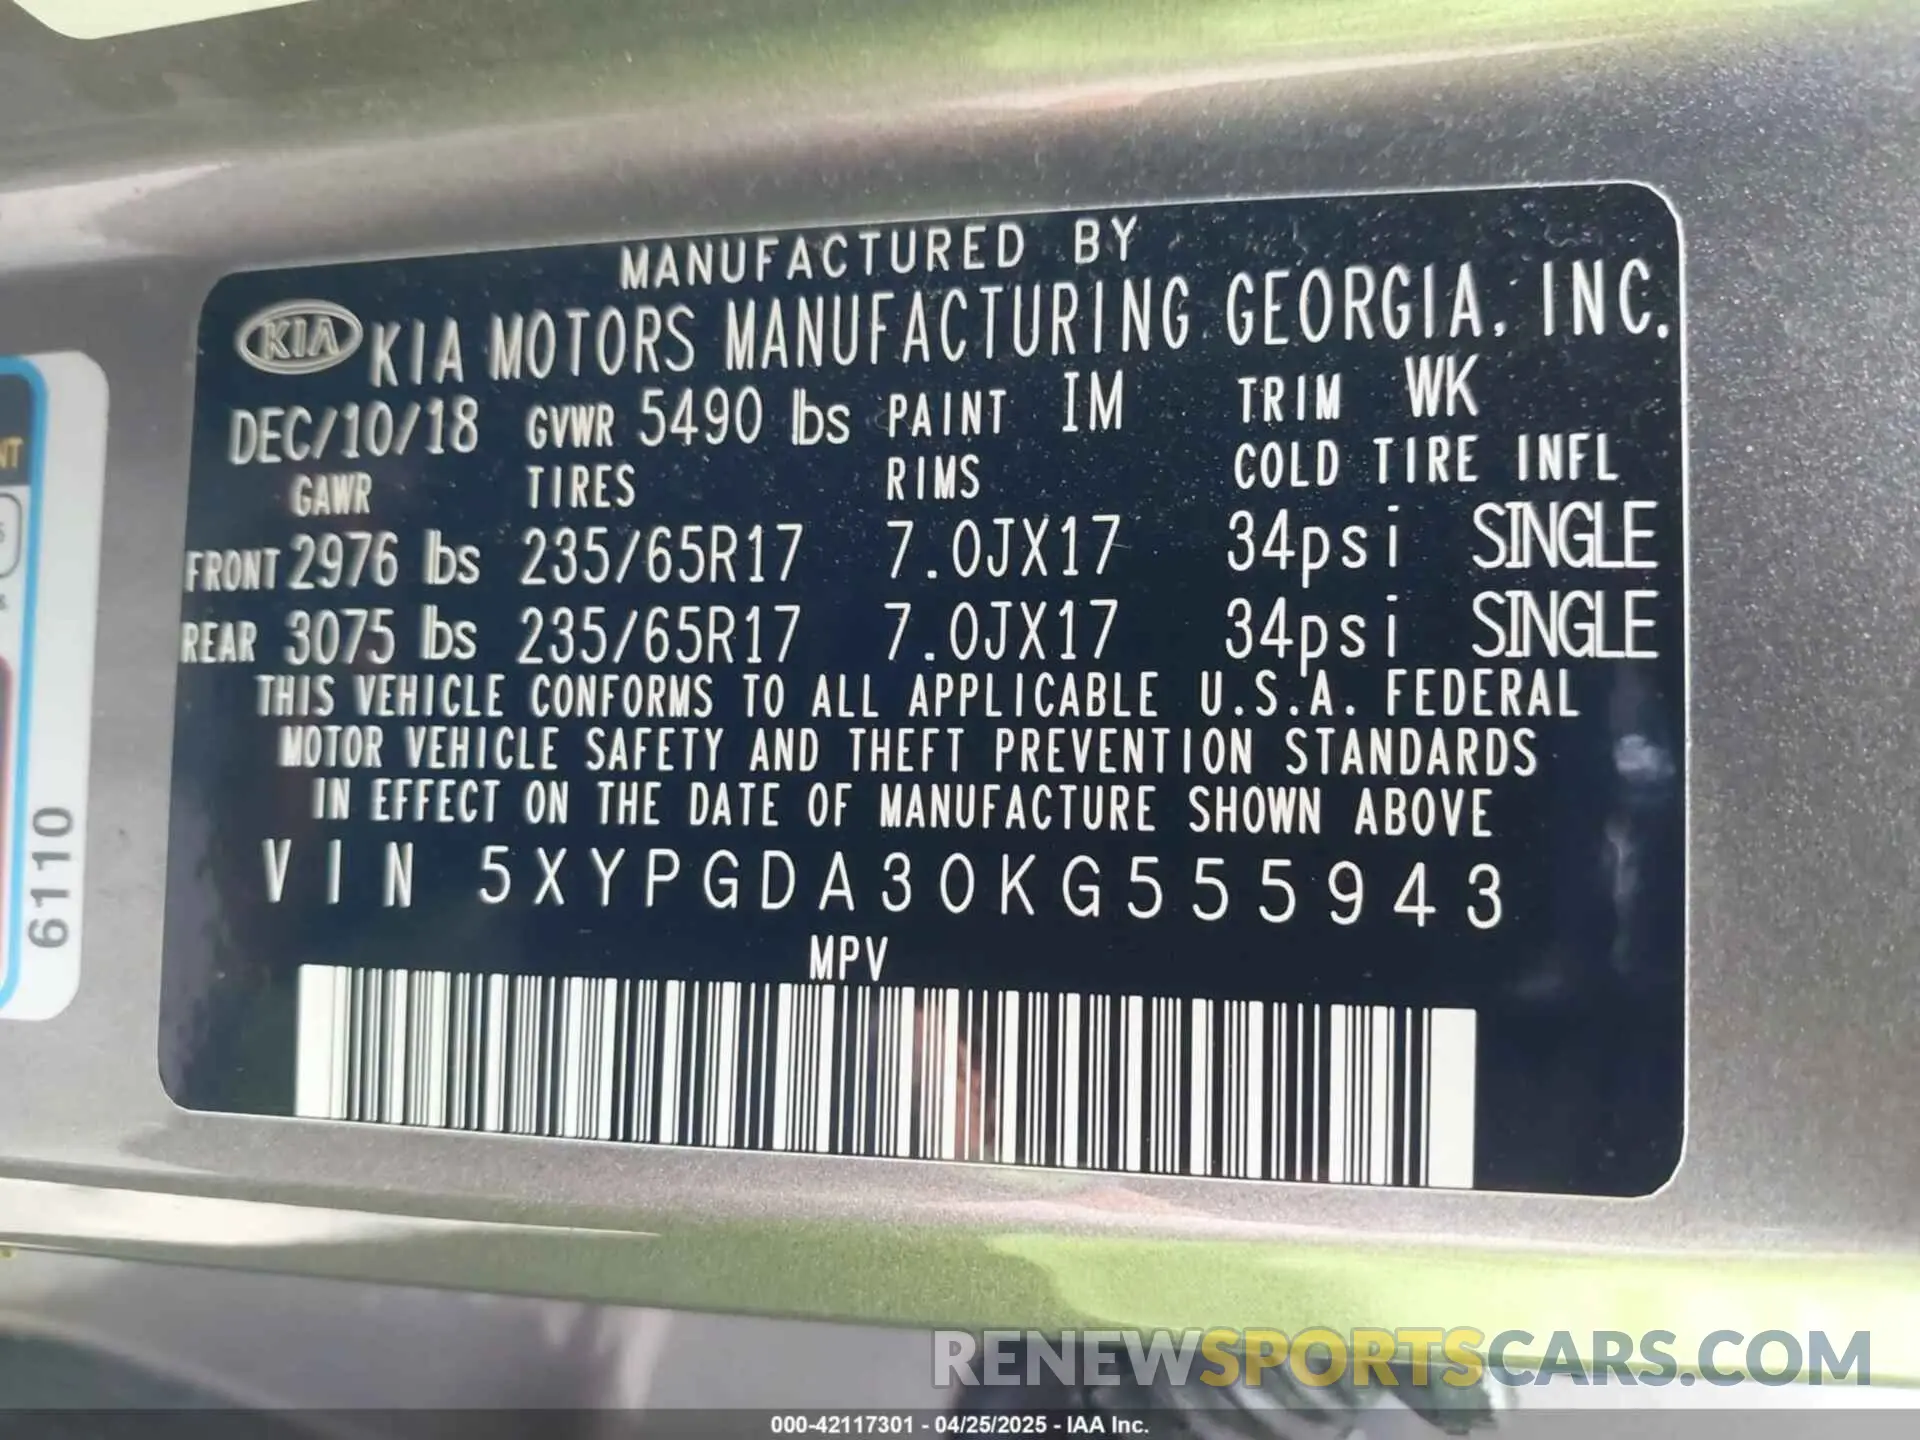 MANUFACTURED BY
KIA KIA MOTORS MANUFACTURING GEORGIA, INC.
DEC/10/18 GVWR 5490 lbs PAINT IM TRIM WK
GAWR TIRES RIMS COLD TIRE INFL
FRONT 2976 lbs 235/65R17 7.0JX17 34psi SINGLE
REAR 3075 lbs 235/65R17 7.0JX17 34psi SINGLE
THIS VEHICLE CONFORMS TO ALL APPLICABLE U.S.A. FEDERAL
MOTOR VEHICLE SAFETY AND THEFT PREVENTION STANDARDS
IN EFFECT ON THE DATE OF MANUFACTURE SHOWN ABOVE
VIN 5XYPGDA30KG555943
MPV
6110
RENEWSPORTSCARS.COM
000-42117301 - 04/25/2025 - IAA Inc.